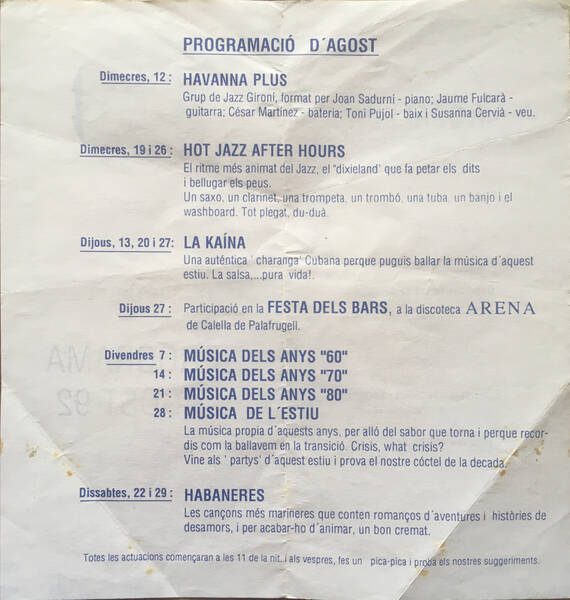 PROGRAMACIÓ D´AGOST
Dimecres, 12 : HAVANNA PLUS
Grup de Jazz Gironi, format per Joan Sadurni - piano; Jaume Fulcarà -
guitarra; César Martínez - bateria; Toni Pujol - baix i Susanna Cervià - veu.
Dimecres, 19 i 26 : HOT JAZZ AFTER HOURS
El ritme més animat del Jazz, el "dixieland" que fa petar els dits
i bellugar els peus.
Un saxo, un clarinet, una trompeta, un trombó, una tuba, un banjo i el
washboard. Tot plegat, du-duà.
Dijous, 13, 20 i 27: LA KAÍNA
Una auténtica ' charanga' Cubana perque puguis ballar la música d´aquest
estiu. La salsa,...pura vida!.
Dijous 27 : Participació en la FESTA DELS BARS, a la discoteca ARENA
de Calella de Palafrugell.
Divendres 7 : MÚSICA DELS ANYS "60"
14 : MÚSICA DELS ANYS "70"
21 : MÚSICA DELS ANYS "80"
28 : MÚSICA DE L´ESTIU
La música propia d´aquests anys, per alló del sabor que torna i perque recor-
dis com la ballavem en la transició. Crisis, what crisis?
Vine als ' partys' d´aquest estiu i prova el nostre cóctel de la decada.
Dissabtes, 22 i 29 : HABANERES
Les cançons més marineres que conten romanços d´aventures i históries de
desamors, i per acabar-ho d´animar, un bon cremat.
Totes les actuacions començaran a les 11 de la nit. i als vespres, fes un pica-pica i proba els nostres suggeriments.